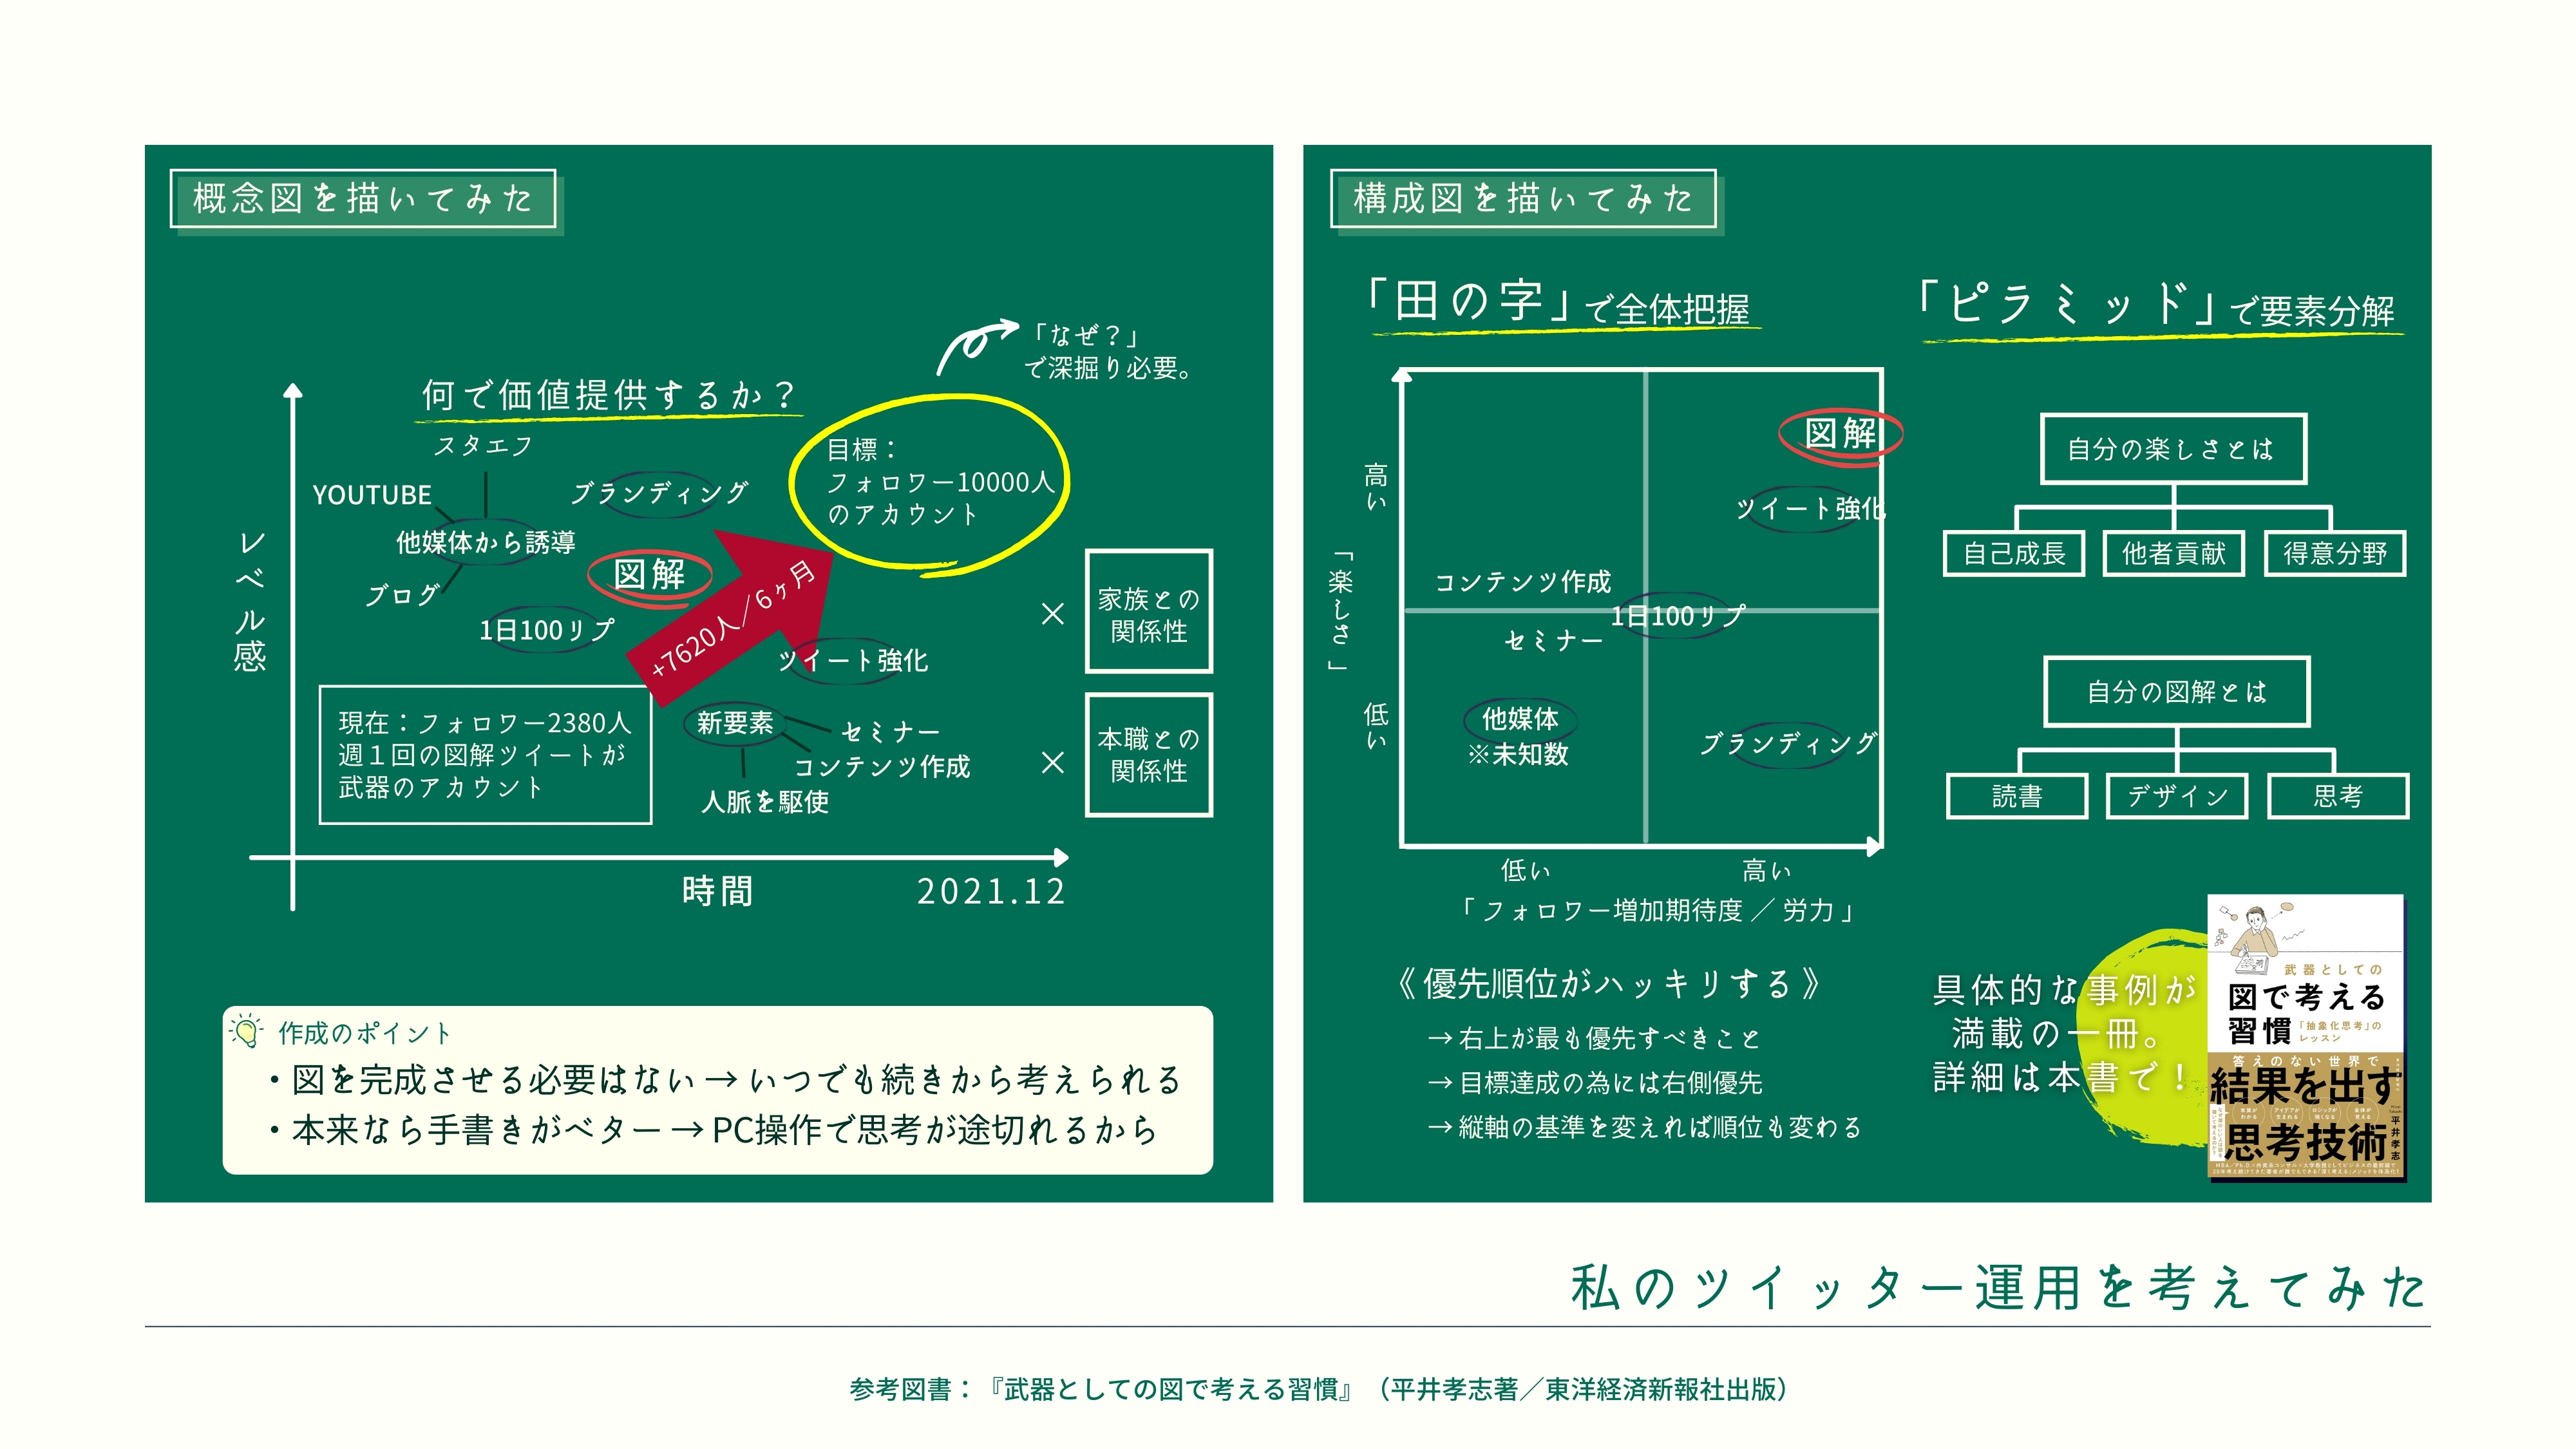 概念図を描いてみた
「なぜ？」
で深掘り必要。
何で価値提供するか？
スタエフ
YOUTUBE
ブランディング
他媒体から誘導
ブログ
図解
1日100リプ
目標：
フォロワー10000人
のアカウント
+7620人／6ヶ月
ツイート強化
現在：フォロワー2380人
週１回の図解ツイートが
武器のアカウント
新要素
セミナー
コンテンツ作成
人脈を駆使
×
家族との
関係性
×
本職との
関係性
レベル感
時間
2021.12
作成のポイント
・図を完成させる必要はない→いつでも続きから考えられる
・本来なら手書きがベター→PC操作で思考が途切れるから
構成図を描いてみた
「田の字」で全体把握
高い
「楽しさ」
低い
図解
ツイート強化
コンテンツ作成
1日100リプ
セミナー
他媒体
※未知数
ブランディング
低い
高い
「フォロワー増加期待度／労力」
《優先順位がハッキリする》
→右上が最も優先すべきこと
→目標達成の為には右側優先
→縦軸の基準を変えれば順位も変わる
「ピラミッド」で要素分解
自分の楽しさとは
自己成長
他者貢献
得意分野
自分の図解とは
読書
デザイン
思考
具体的な事例が
満載の一冊。
詳細は本書で！
武器としての
図で考える
習慣
「抽象化思考」の
レッスン
答えのない世界で
結果を出す
思考技術
平井孝志
私のツイッター運用を考えてみた
参考図書：『武器としての図で考える習慣』（平井孝志著／東洋経済新報社出版）